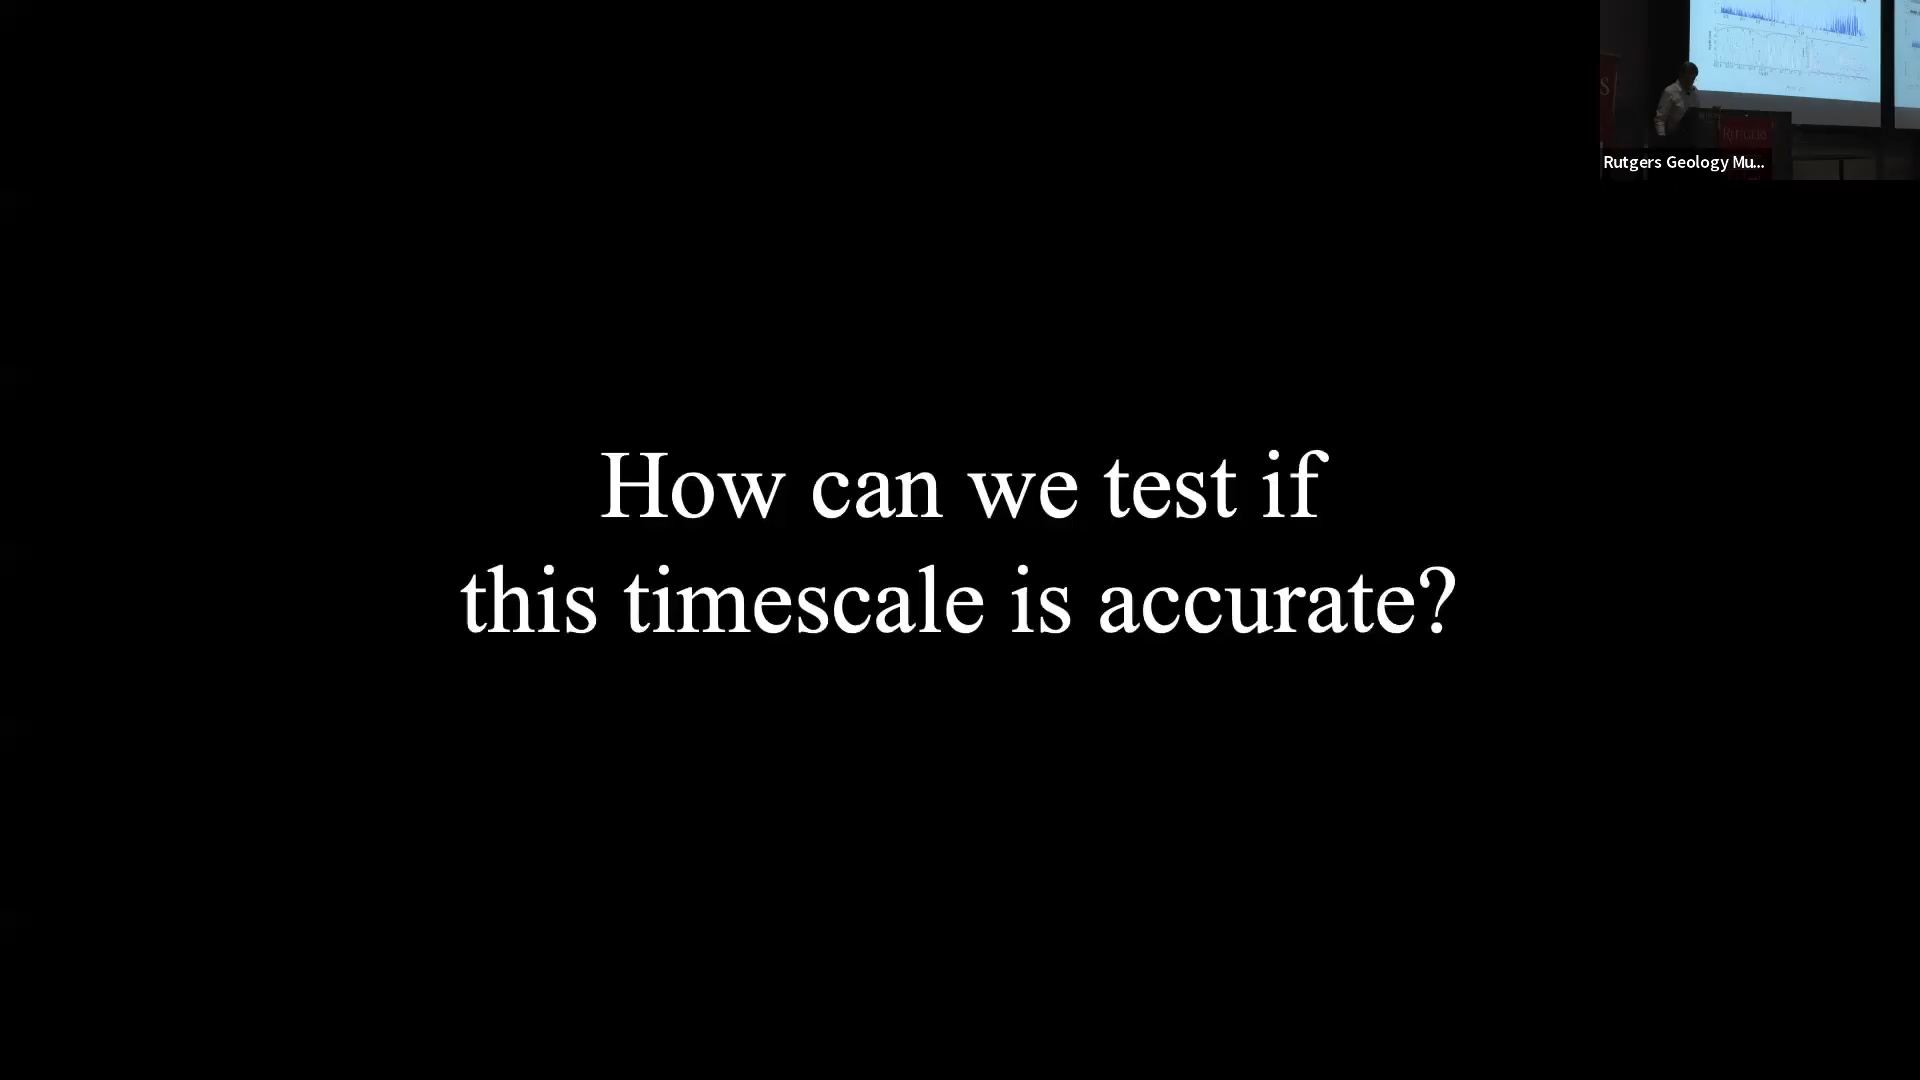 How can we test if
this timescale is accurate?
Rutgers Geology Mu...